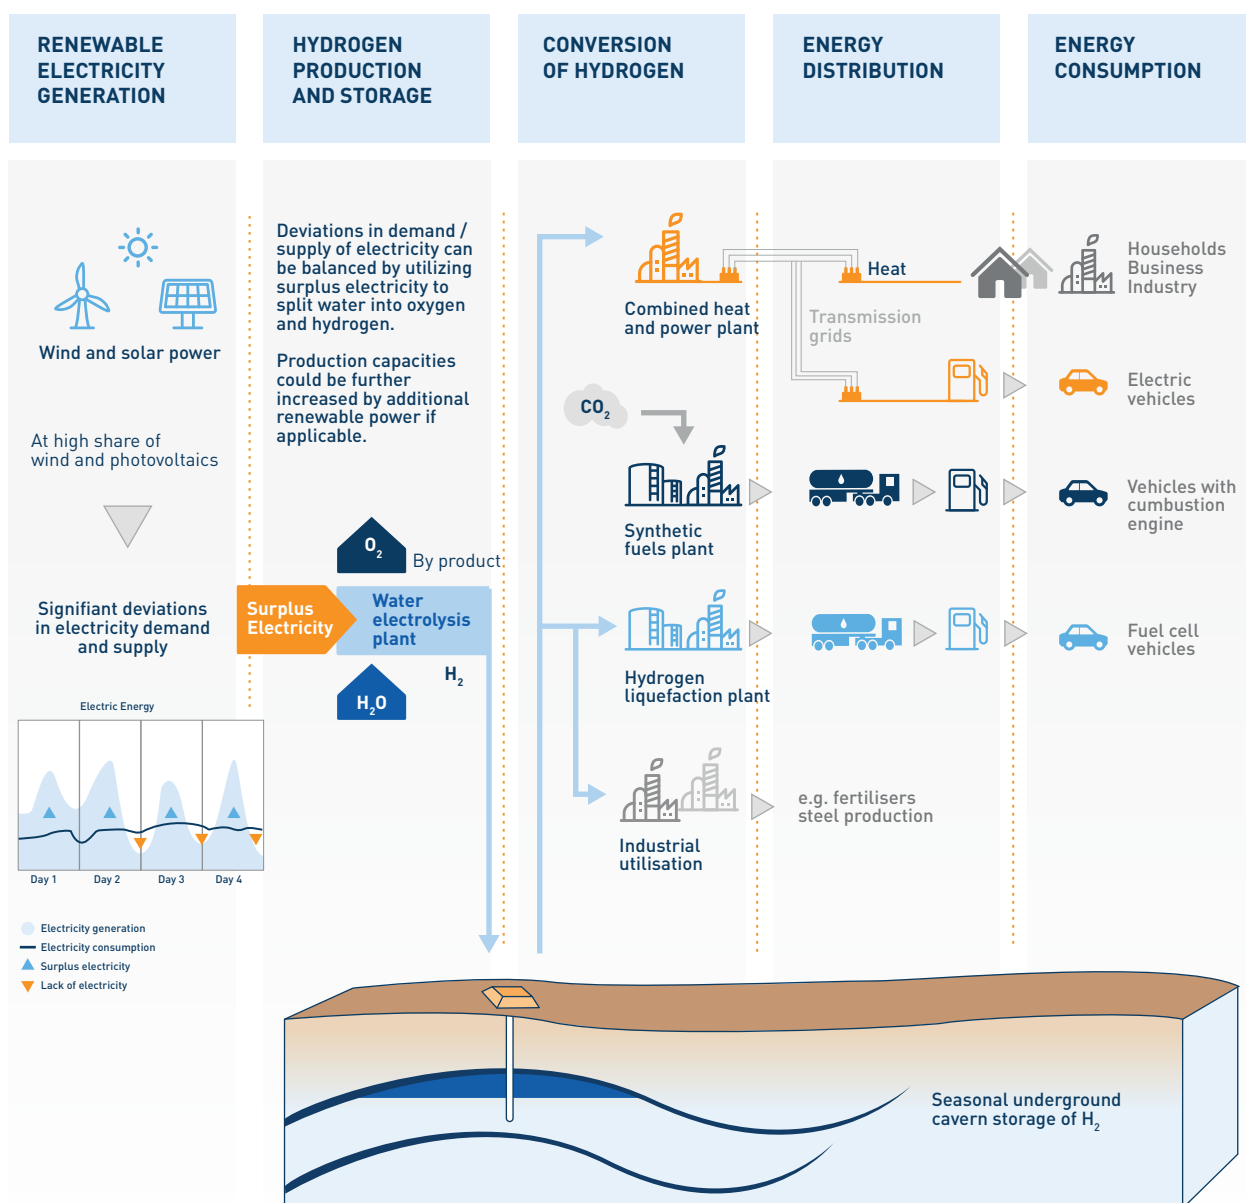 RENEWABLE
ELECTRICITY
GENERATION
HYDROGEN
PRODUCTION
AND STORAGE
CONVERSION
OF HYDROGEN
ENERGY
DISTRIBUTION
ENERGY
CONSUMPTION
Wind and solar power
At high share of
wind and photovoltaics
Signifiant deviations
in electricity demand
and supply
Electric Energy
Day 1
Day 2
Day 3
Day 4
Electricity generation
Electricity consumption
Surplus electricity
Lack of electricity
Deviations in demand /
supply of electricity can
be balanced by utilizing
surplus electricity to
split water into oxygen
and hydrogen.
Production capacities
could be further
increased by additional
renewable power if
applicable.
O₂
By product
Surplus
Electricity
Water
electrolysis
plant
H₂
H₂O
Combined heat
and power plant
CO₂
Synthetic
fuels plant
Hydrogen
liquefaction plant
Industrial
utilisation
Heat
Transmission
grids
e.g. fertilisers
steel production
Households
Business
Industry
Electric
vehicles
Vehicles with
cumbustion
engine
Fuel cell
vehicles
Seasonal underground
cavern storage of H₂